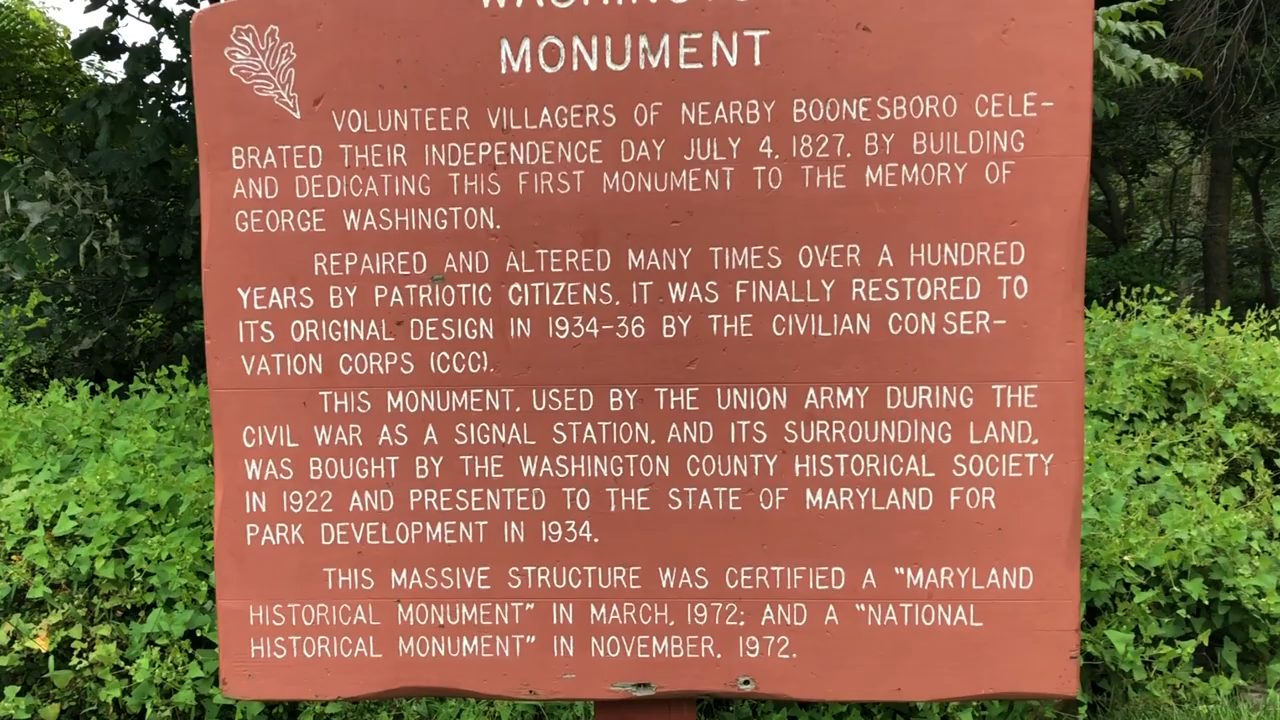 MONUMENT
VOLUNTEER VILLAGERS OF NEARBY BOONESBORO CELE-
BRATED THEIR INDEPENDENCE DAY JULY 4, 1827, BY BUILDING
AND DEDICATING THIS FIRST MONUMENT TO THE MEMORY OF
GEORGE WASHINGTON.
REPAIRED AND ALTERED MANY TIMES OVER A HUNDRED
YEARS BY PATRIOTIC CITIZENS, IT WAS FINALLY RESTORED TO
ITS ORIGINAL DESIGN IN 1934-36 BY THE CIVILIAN CONSER-
VATION CORPS (CCC).
THIS MONUMENT, USED BY THE UNION ARMY DURING THE
CIVIL WAR AS A SIGNAL STATION, AND ITS SURROUNDING LAND,
WAS BOUGHT BY THE WASHINGTON COUNTY HISTORICAL SOCIETY
IN 1922 AND PRESENTED TO THE STATE OF MARYLAND FOR
PARK DEVELOPMENT IN 1934.
THIS MASSIVE STRUCTURE WAS CERTIFIED A "MARYLAND
HISTORICAL MONUMENT" IN MARCH, 1972; AND A "NATIONAL
HISTORICAL MONUMENT" IN NOVEMBER, 1972.